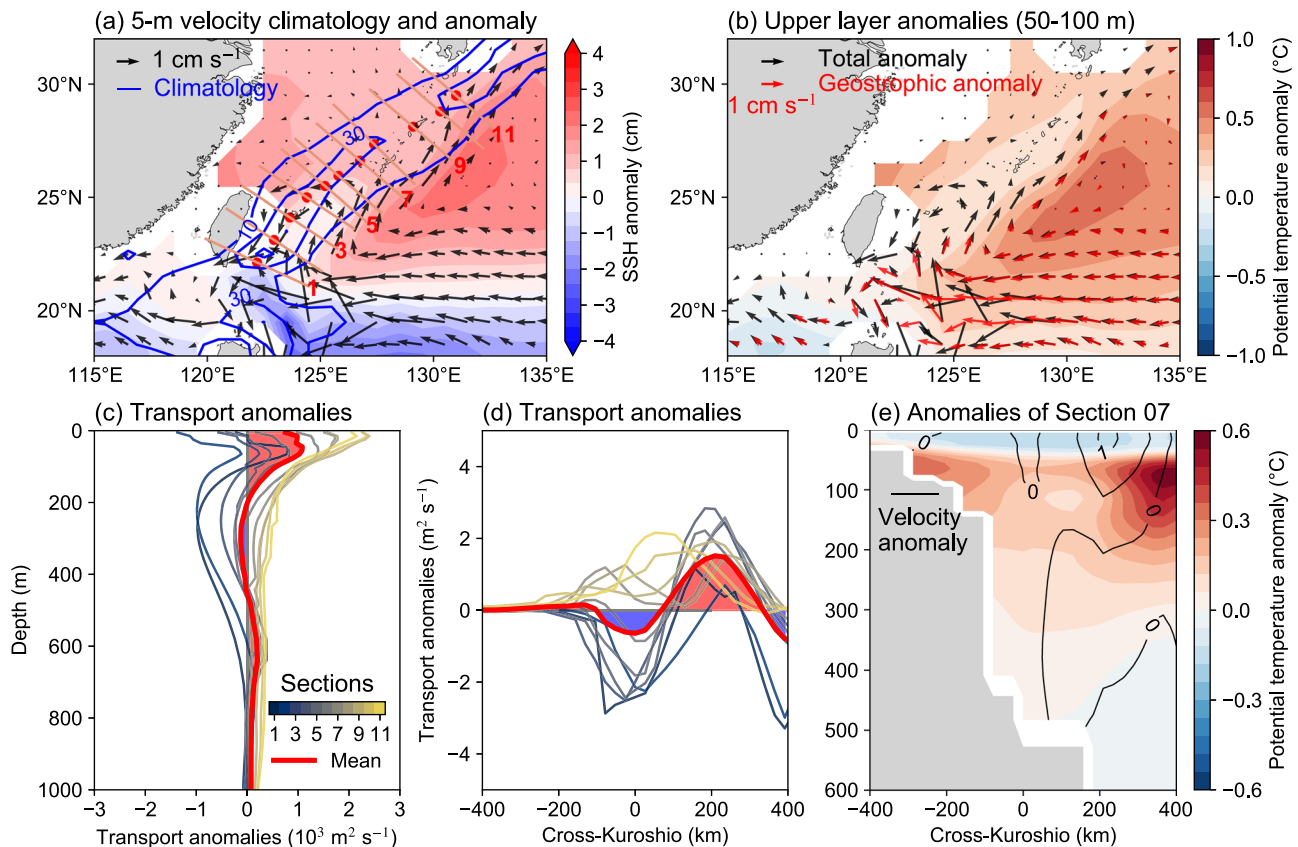 (a) 5-m velocity climatology and anomaly
1 cm s⁻¹
Climatology
30
10
30
1
3
5
7
9
11
32°N
30°N
25°N
20°N
115°E
120°E
125°E
130°E
135°E
4
3
2
1
0
−1
−2
−3
−4
SSH anomaly (cm)
(b) Upper layer anomalies (50-100 m)
Total anomaly
Geostrophic anomaly
1 cm s⁻¹
32°N
30°N
25°N
20°N
115°E
120°E
125°E
130°E
135°E
1.0
0.5
0.0
−0.5
−1.0
Potential temperature anomaly (°C)
(c) Transport anomalies
0
200
400
600
800
1000
Depth (m)
Sections
1 3 5 7 9 11
Mean
−3 −2 −1 0 1 2 3
Transport anomalies (10³ m² s⁻¹)
(d) Transport anomalies
4
2
0
−2
−4
Transport anomalies (m² s⁻¹)
−400 −200 0 200 400
Cross-Kuroshio (km)
(e) Anomalies of Section 07
0
100
200
300
400
500
600
0
0
1
0
0
Velocity
anomaly
−400 −200 0 200 400
Cross-Kuroshio (km)
0.6
0.3
0.0
−0.3
−0.6
Potential temperature anomaly (°C)